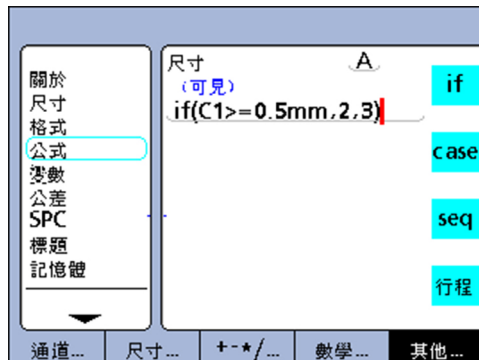 關於
尺寸
格式
公式
變數
公差
SPC
標題
記憶體
尺寸
A
(可見)
if(C1>=0.5mm,2,3)
if
case
seq
行程
通道...
尺寸...
+-*/...
數學...
其他...